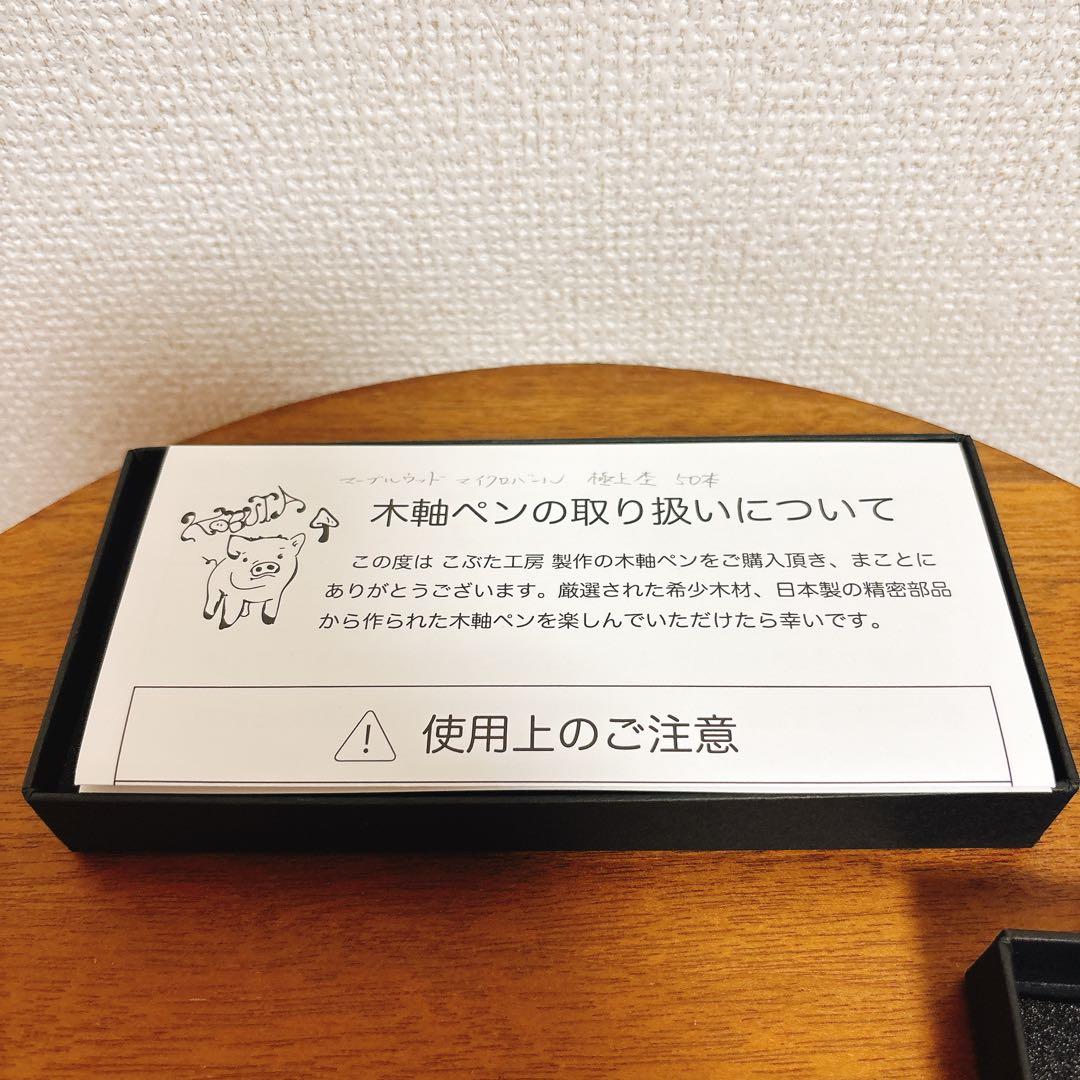 マーブルウッド マイクロバール 極上杢 50本
木軸ペンの取り扱いについて
この度は こぶた工房 製作の木軸ペンをご購入頂き、まことに
ありがとうございます。厳選された希少木材、日本製の精密部品
から作られた木軸ペンを楽しんでいただけたら幸いです。
使用上のご注意